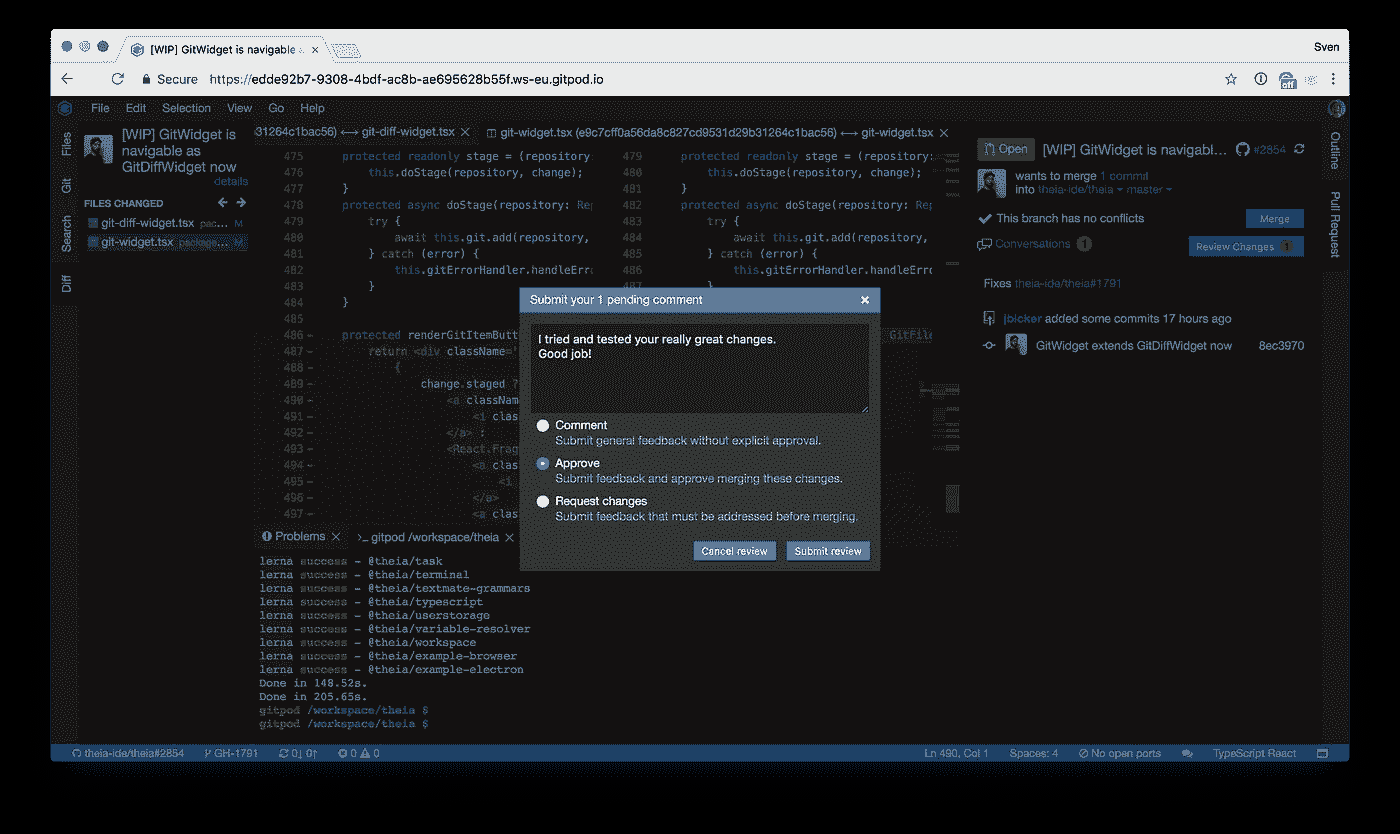 [WIP] GitWidget is navigable a
Sven
Secure
https://edde92b7-9308-4bdf-ac8b-ae695628b55f.ws-eu.gitpod.io
off
File Edit Selection View Go Help
Files
Git
Search
Diff
[WIP] GitWidget is
navigable as
GitDiffWidget now
details
FILES CHANGED
git-diff-widget.tsx pac... M
git-widget.tsx package... M
31264c1bac56) ⟷ git-diff-widget.tsx
git-widget.tsx (e9c7cff0a56da8c827cd9531d29b31264c1bac56) ⟷ git-widget.tsx
475 protected readonly stage = (repository:
476 this.doStage(repository, change);
477 }
478 protected async doStage(repository: Rep
479 try {
480 await this.git.add(repository,
481 } catch (error) {
482 this.gitErrorHandler.handleErr
483 }
484 }
485
486 - protected renderGitItemButt
487 - return <div className="
488 - {
489 - change.staged ?
490 - <a classNam
491 - <i clas
492 - </a> :
493 - <React.Frag
494 - <a clas
495 - <i
496 - </a>
497 - <a clas
479 protected readonly stage = (repository:
480 this.doStage(repository, change);
481 }
482 protected async doStage(repository: Rep
483 try {
484 await this.git.add(repository,
485 } catch (error) {
486 this.gitErrorHandler.handleErr
487 }
GitFile
Submit your 1 pending comment
I tried and tested your really great changes.
Good job!
Comment
Submit general feedback without explicit approval.
Approve
Submit feedback and approve merging these changes.
Request changes
Submit feedback that must be addressed before merging.
Cancel review
Submit review
Open
[WIP] GitWidget is navigabl...
#2854
wants to merge 1 commit
into theia-ide/theia master
This branch has no conflicts
Merge
Conversations 1
Review Changes 1
Fixes theia-ide/theia#1791
jbicker added some commits 17 hours ago
GitWidget extends GitDiffWidget now 8ec3970
Outline
Pull Request
Problems
>_ gitpod /workspace/theia
lerna success - @theia/task
lerna success - @theia/terminal
lerna success - @theia/textmate-grammars
lerna success - @theia/typescript
lerna success - @theia/userstorage
lerna success - @theia/variable-resolver
lerna success - @theia/workspace
lerna success - @theia/example-browser
lerna success - @theia/example-electron
Done in 148.52s.
Done in 205.65s.
gitpod /workspace/theia $
gitpod /workspace/theia $
theia-ide/theia#2854 GH-1791 0↓ 0↑ 0 0
Ln 490, Col 1 Spaces: 4 No open ports TypeScript React